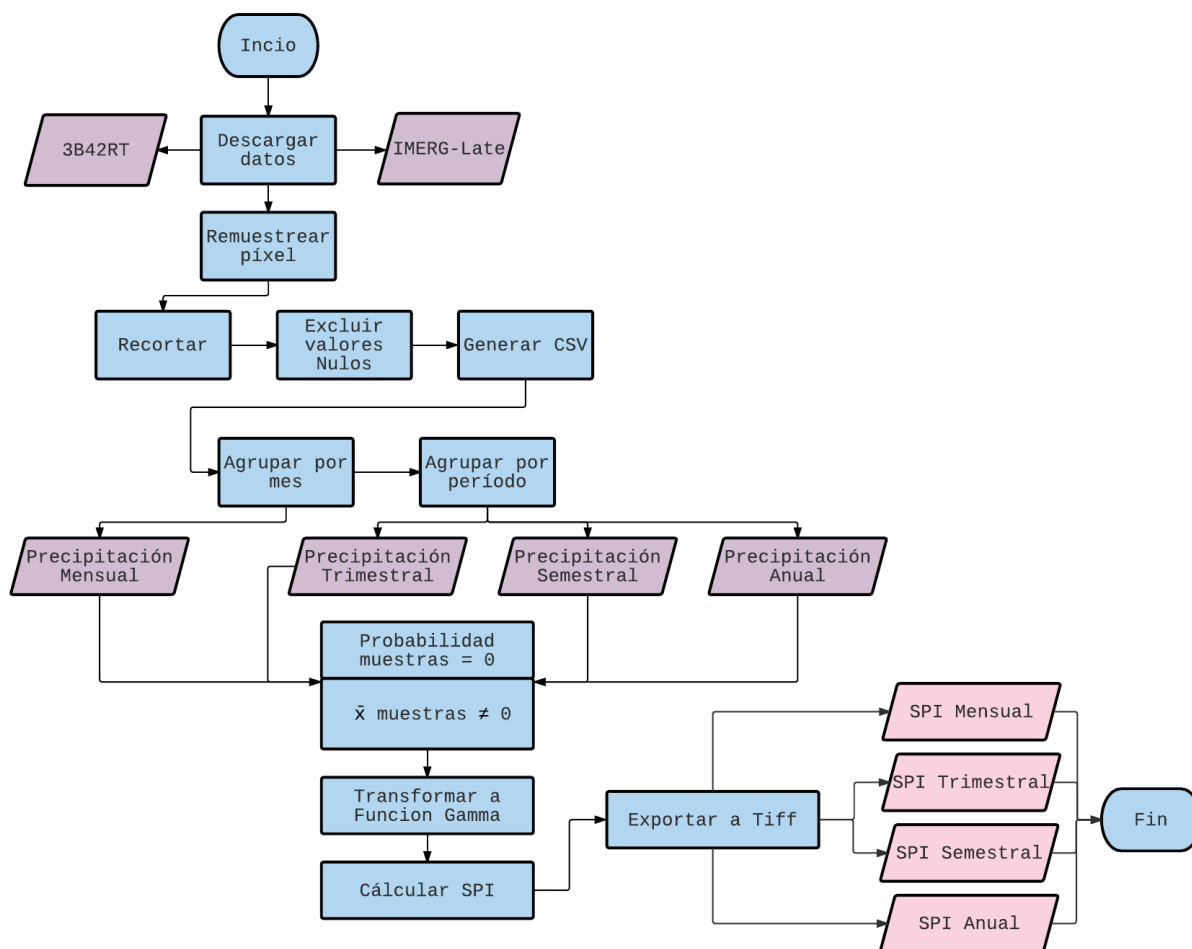 Incio
3B42RT
Descargar
datos
IMERG-Late
Remuestrear
píxel
Recortar
Excluir
valores
Nulos
Generar CSV
Agrupar por
mes
Agrupar por
período
Precipitación
Mensual
Precipitación
Trimestral
Precipitación
Semestral
Precipitación
Anual
Probabilidad
muestras = 0
x̄ muestras ≠ 0
Transformar a
Funcion Gamma
Cálcular SPI
Exportar a Tiff
SPI Mensual
SPI Trimestral
SPI Semestral
SPI Anual
Fin